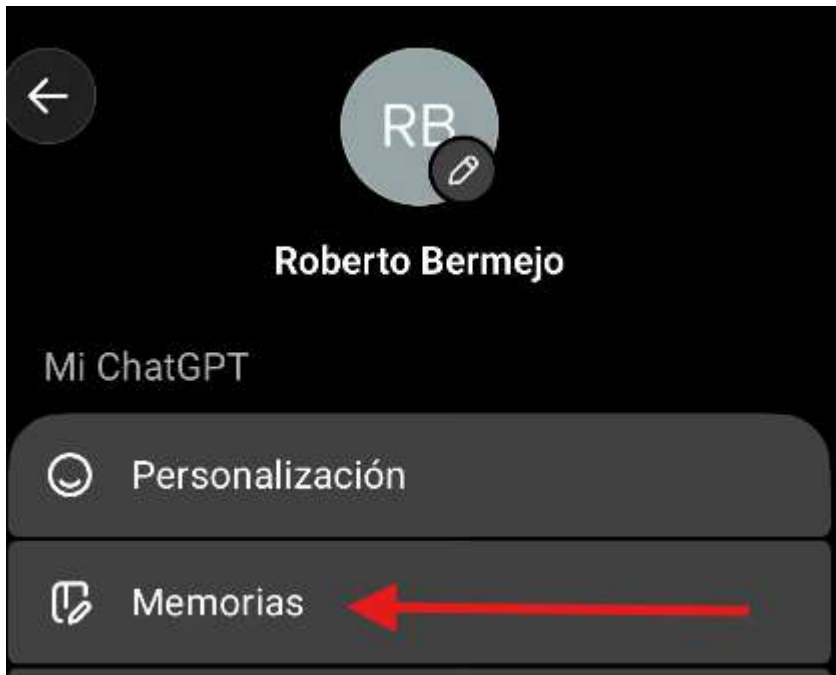 RB
Roberto Bermejo
Mi ChatGPT
Personalización
Memorias